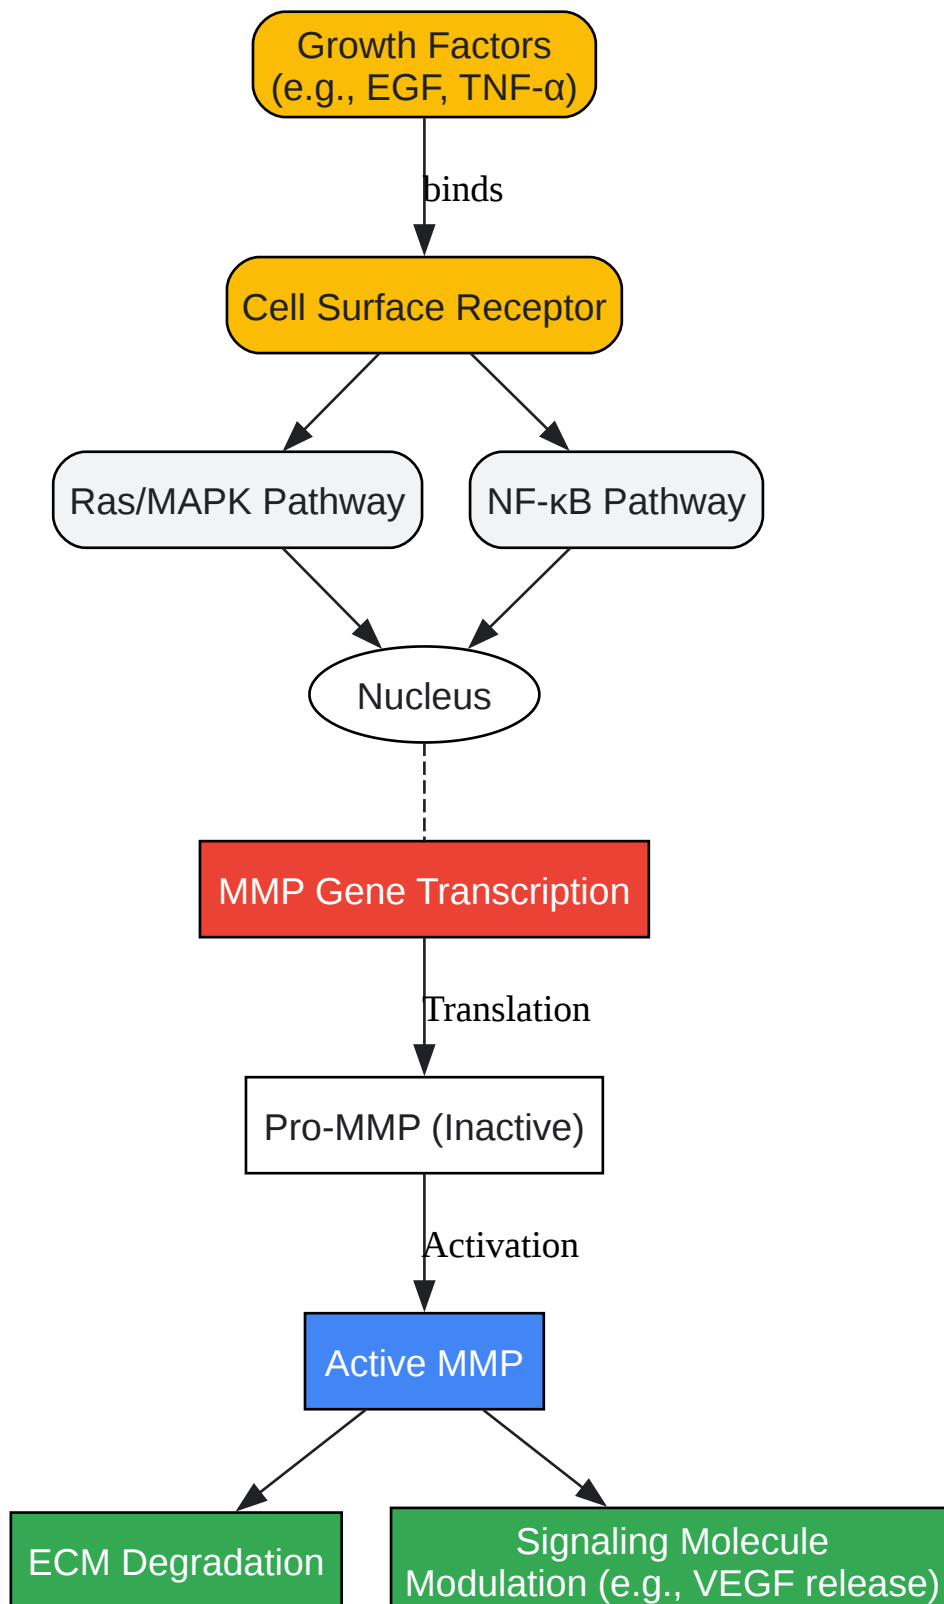 Growth Factors
(e.g., EGF, TNF-α)
binds
Cell Surface Receptor
Ras/MAPK Pathway
NF-κB Pathway
Nucleus
MMP Gene Transcription
Translation
Pro-MMP (Inactive)
Activation
Active MMP
ECM Degradation
Signaling Molecule
Modulation (e.g., VEGF release)